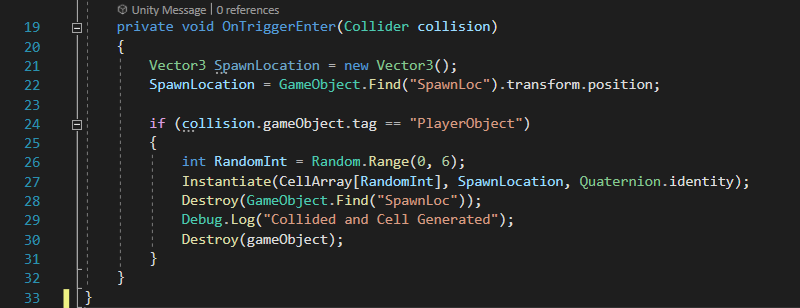 Unity Message | 0 references
19 private void OnTriggerEnter(Collider collision)
20 {
21 Vector3 SpawnLocation = new Vector3();
22 SpawnLocation = GameObject.Find("SpawnLoc").transform.position;
23
24 if (collision.gameObject.tag == "PlayerObject")
25 {
26 int RandomInt = Random.Range(0, 6);
27 Instantiate(CellArray[RandomInt], SpawnLocation, Quaternion.identity);
28 Destroy(GameObject.Find("SpawnLoc"));
29 Debug.Log("Collided and Cell Generated");
30 Destroy(gameObject);
31 }
32 }
33 }